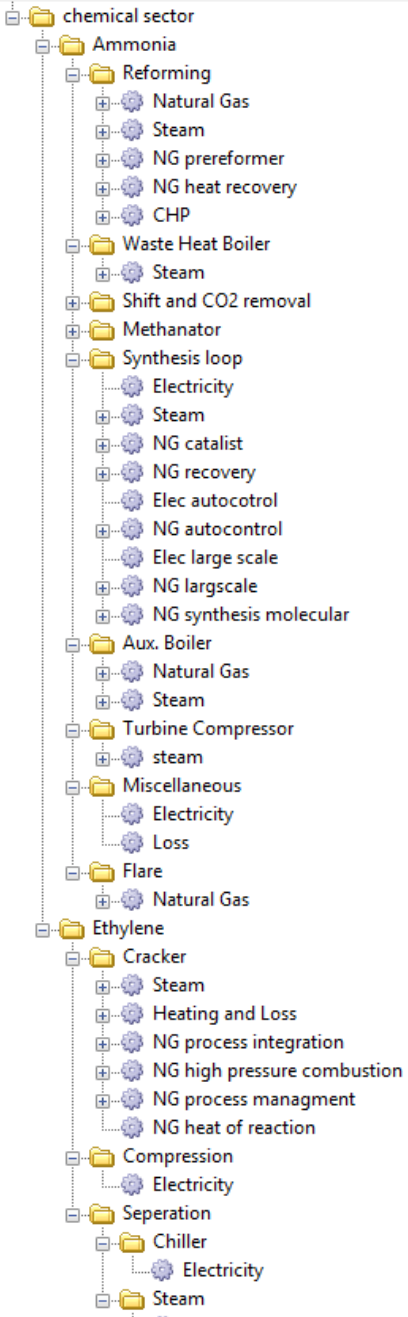 chemical sector
Ammonia
Reforming
Natural Gas
Steam
NG prereformer
NG heat recovery
CHP
Waste Heat Boiler
Steam
Shift and CO2 removal
Methanator
Synthesis loop
Electricity
Steam
NG catalist
NG recovery
Elec autocotrol
NG autocontrol
Elec large scale
NG largscale
NG synthesis molecular
Aux. Boiler
Natural Gas
Steam
Turbine Compressor
steam
Miscellaneous
Electricity
Loss
Flare
Natural Gas
Ethylene
Cracker
Steam
Heating and Loss
NG process integration
NG high pressure combustion
NG process managment
NG heat of reaction
Compression
Electricity
Seperation
Chiller
Electricity
Steam